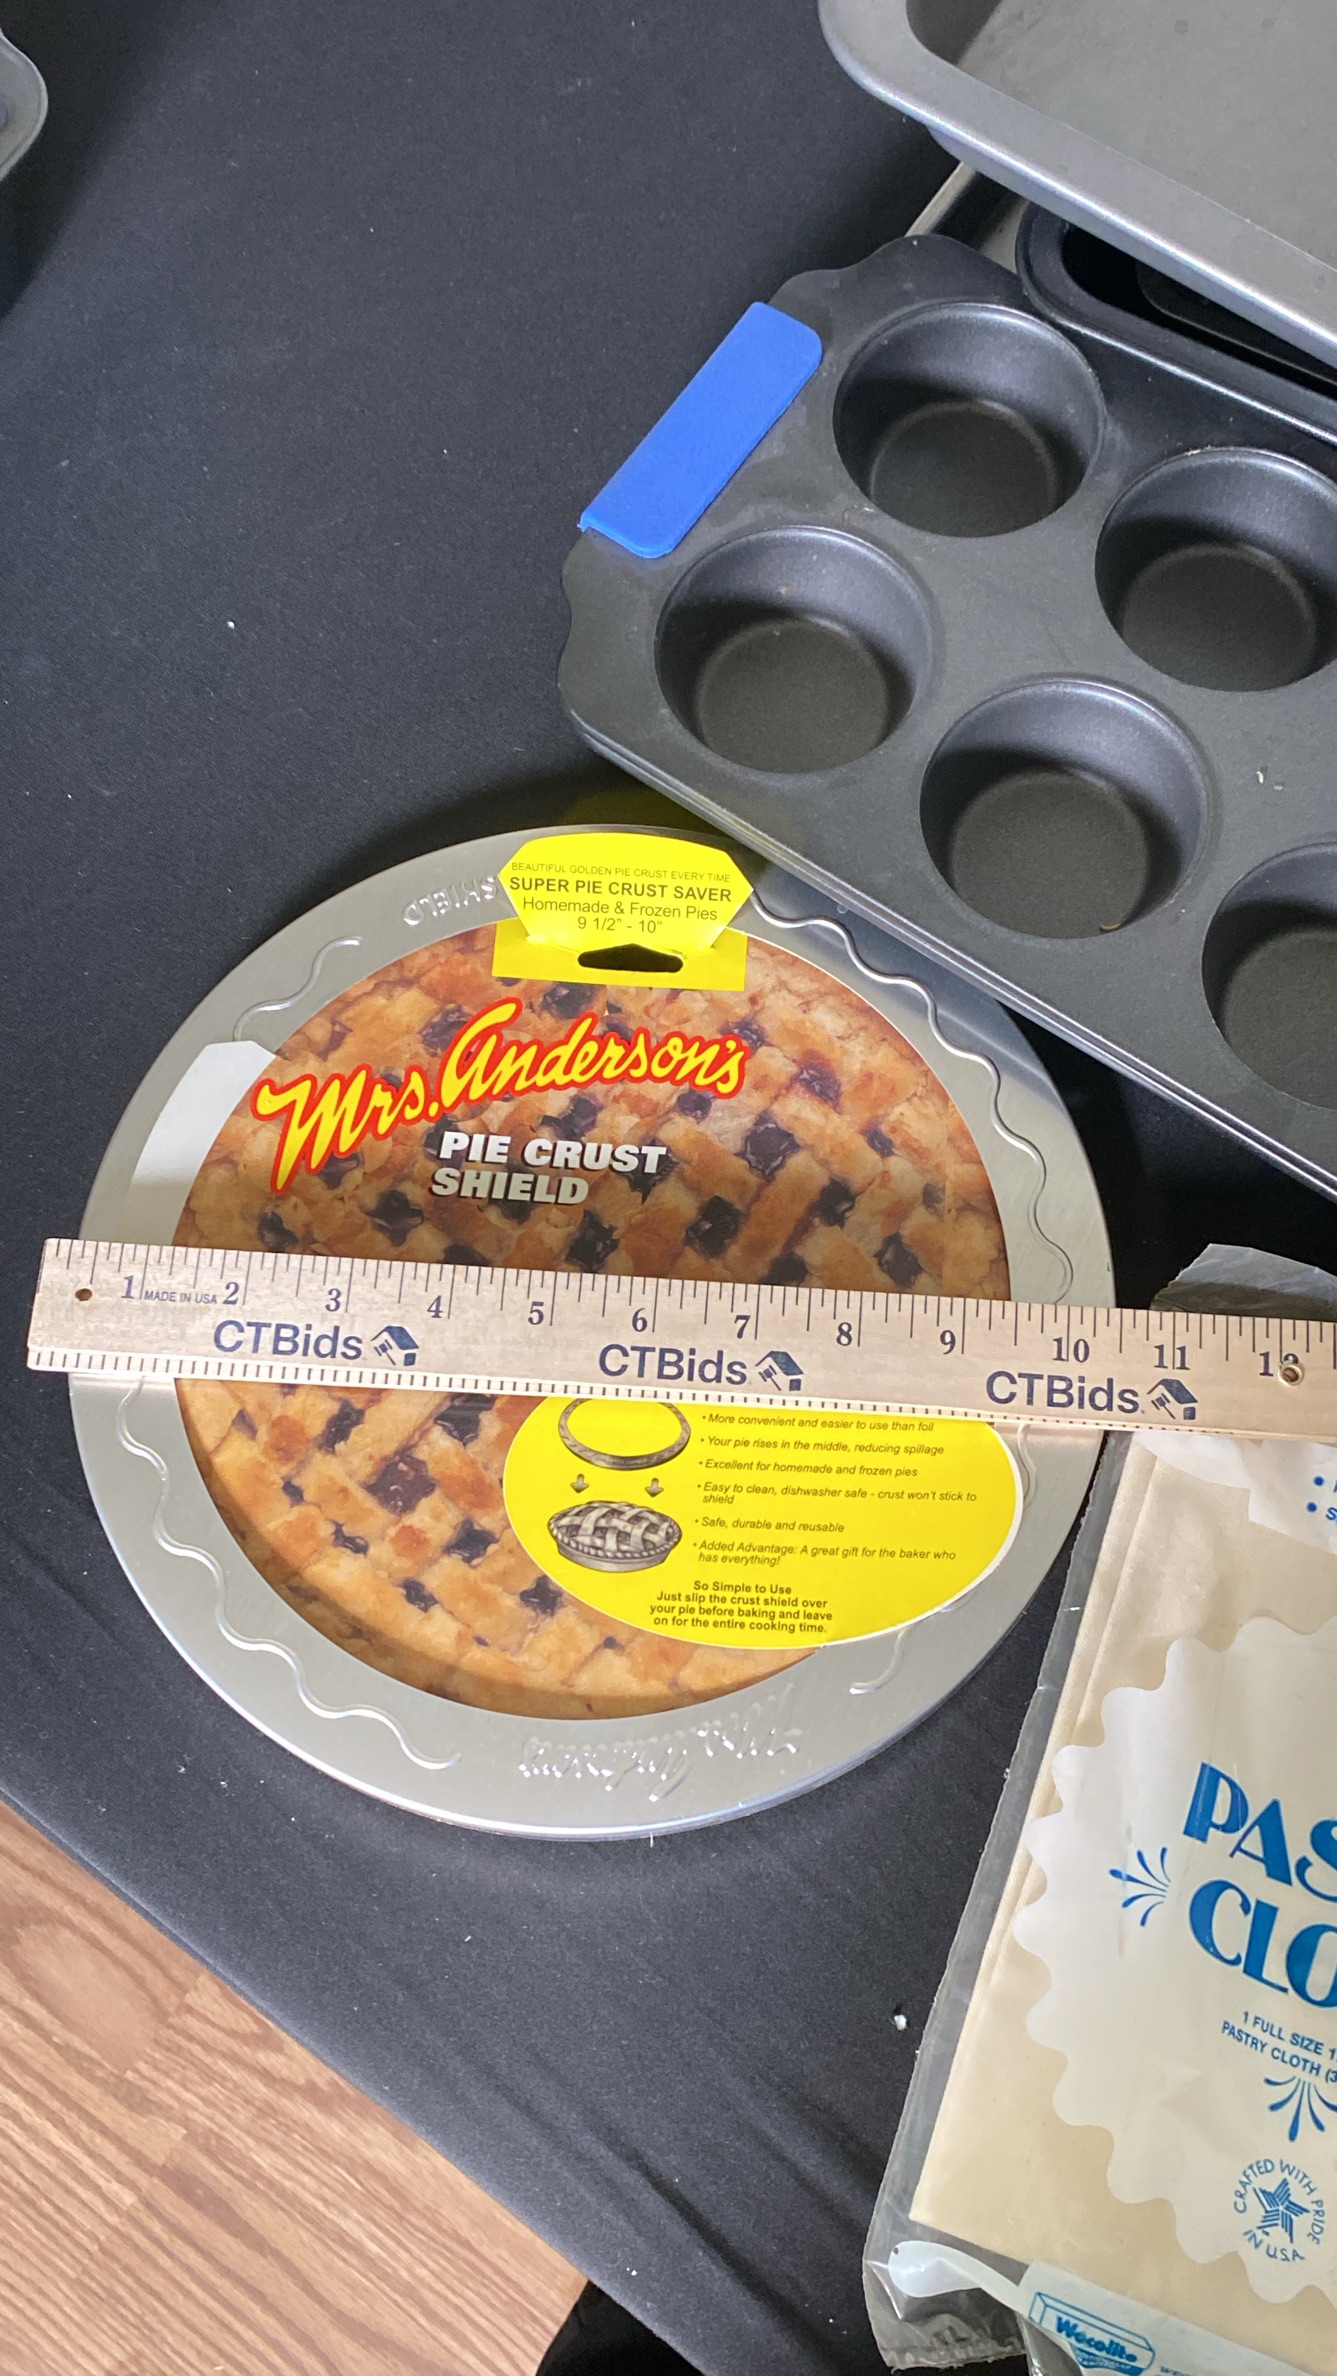 BEAUTIFUL GOLDEN PIE CRUST EVERY TIME
SUPER PIE CRUST SAVER
Homemade & Frozen Pies
9 1/2" - 10"
SHIELD
Mrs. Anderson's
PIE CRUST
SHIELD
1 MADE IN USA 2 3 4 5 6 7 8 9 10 11 12
CTBids CTBids CTBids
• More convenient and easier to use than foil
• Your pie rises in the middle, reducing spillage
• Excellent for homemade and frozen pies
• Easy to clean, dishwasher safe - crust won't stick to
shield
• Safe, durable and reusable
• Added Advantage: A great gift for the baker who
has everything!
So Simple to Use
Just slip the crust shield over
your pie before baking and leave
on for the entire cooking time.
Mrs. Anderson's
PAS
CLO
1 FULL SIZE
PASTRY CLOTH (3
CRAFTED WITH PRIDE
IN U.S.A.
Wecolite